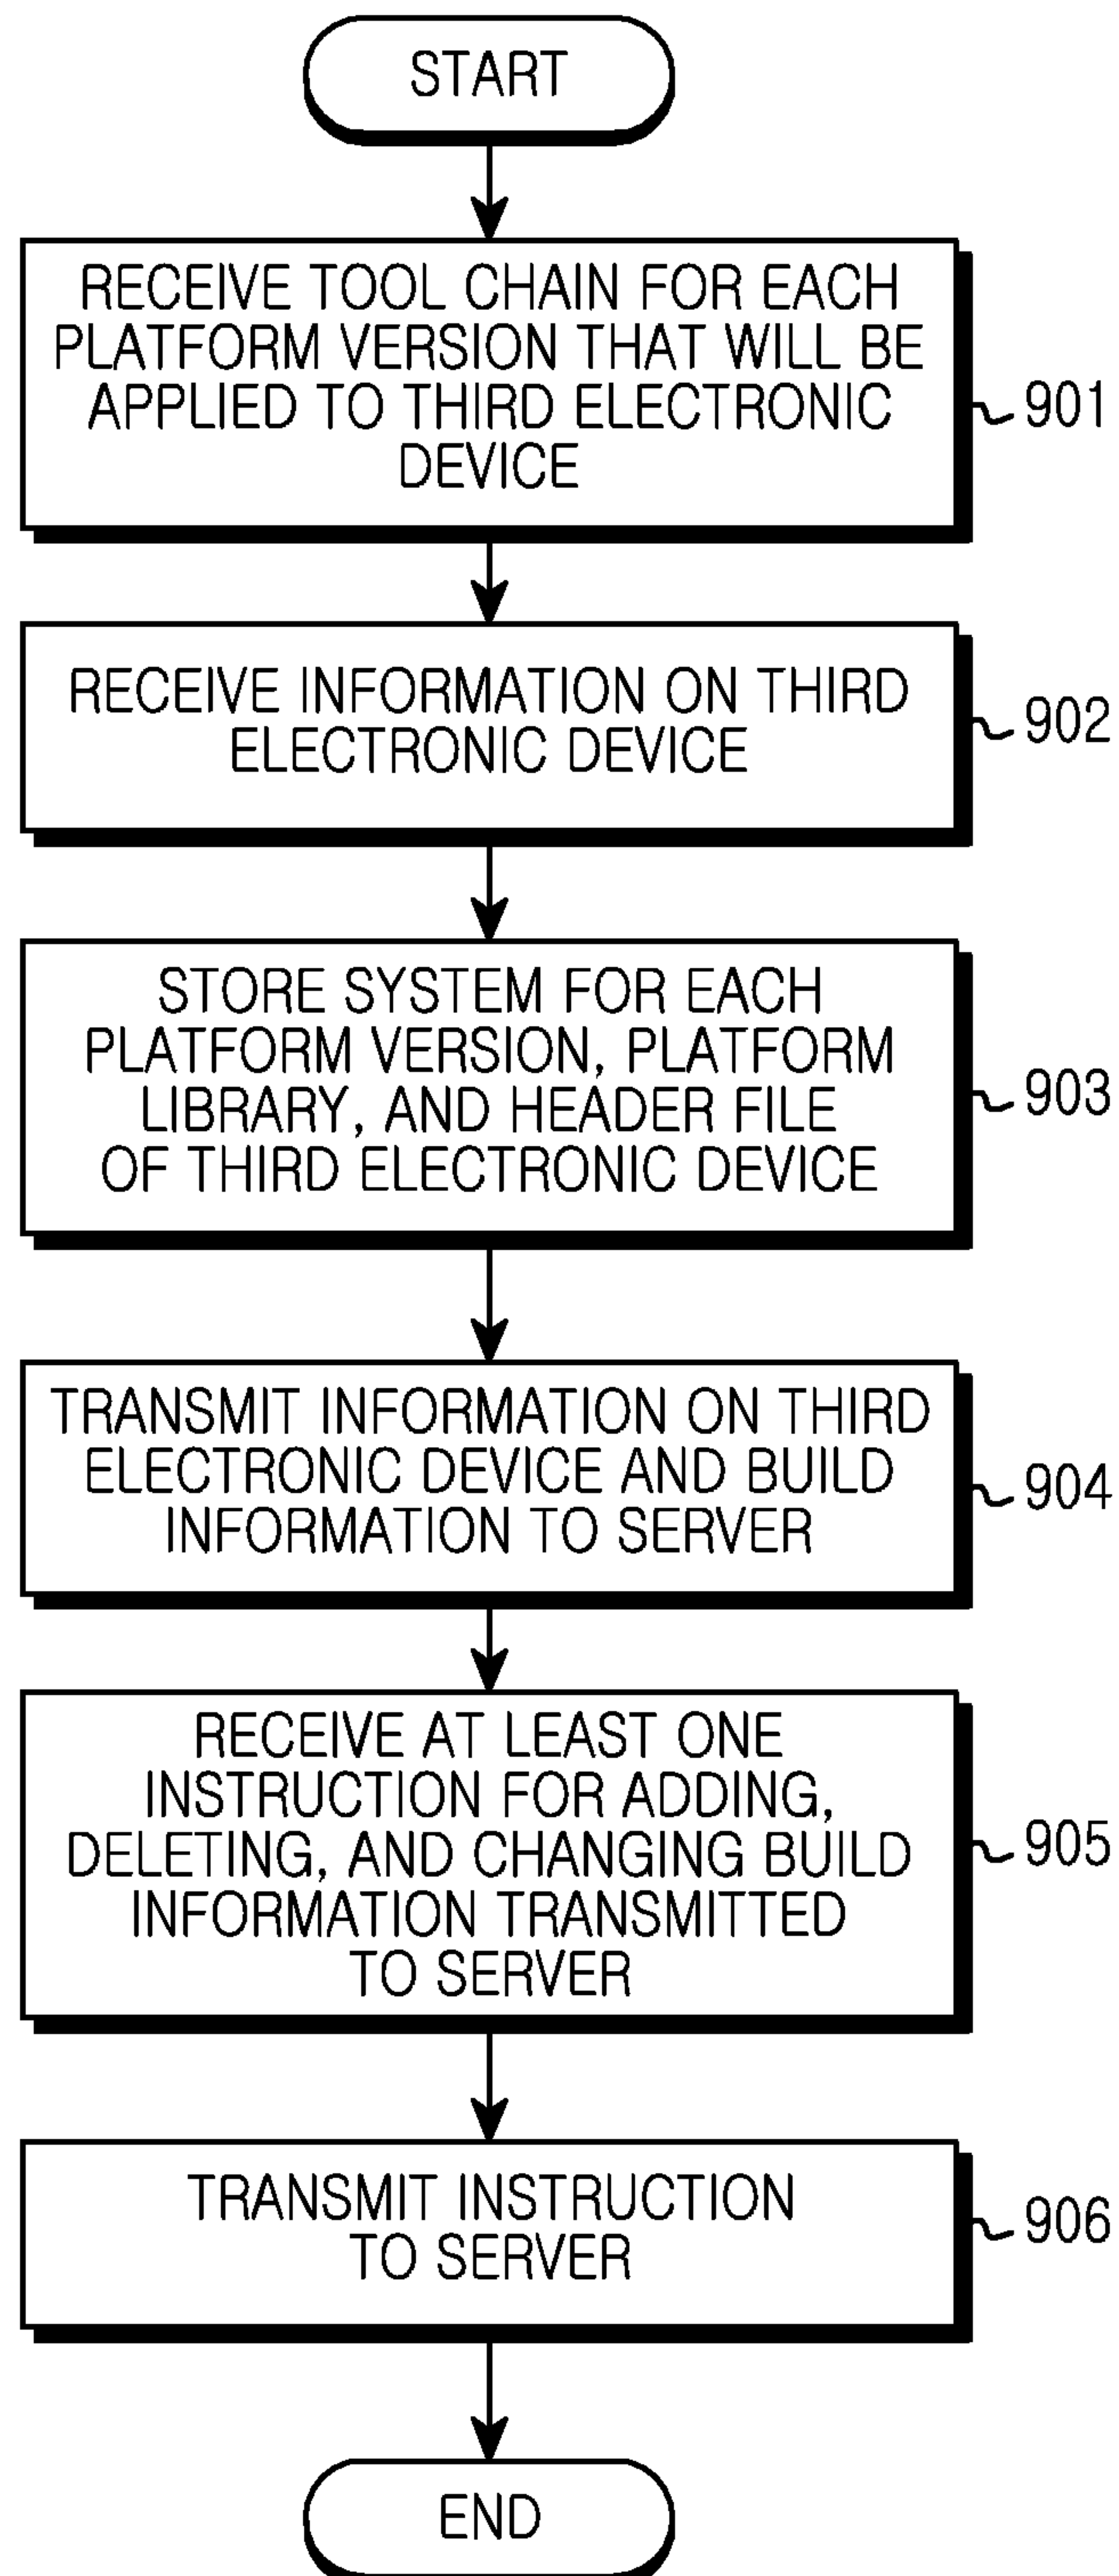 START
RECEIVE TOOL CHAIN FOR EACH
PLATFORM VERSION THAT WILL BE
APPLIED TO THIRD ELECTRONIC
DEVICE
901
RECEIVE INFORMATION ON THIRD
ELECTRONIC DEVICE
902
STORE SYSTEM FOR EACH
PLATFORM VERSION, PLATFORM
LIBRARY, AND HEADER FILE
OF THIRD ELECTRONIC DEVICE
903
TRANSMIT INFORMATION ON THIRD
ELECTRONIC DEVICE AND BUILD
INFORMATION TO SERVER
904
RECEIVE AT LEAST ONE
INSTRUCTION FOR ADDING,
DELETING, AND CHANGING BUILD
INFORMATION TRANSMITTED
TO SERVER
905
TRANSMIT INSTRUCTION
TO SERVER
906
END